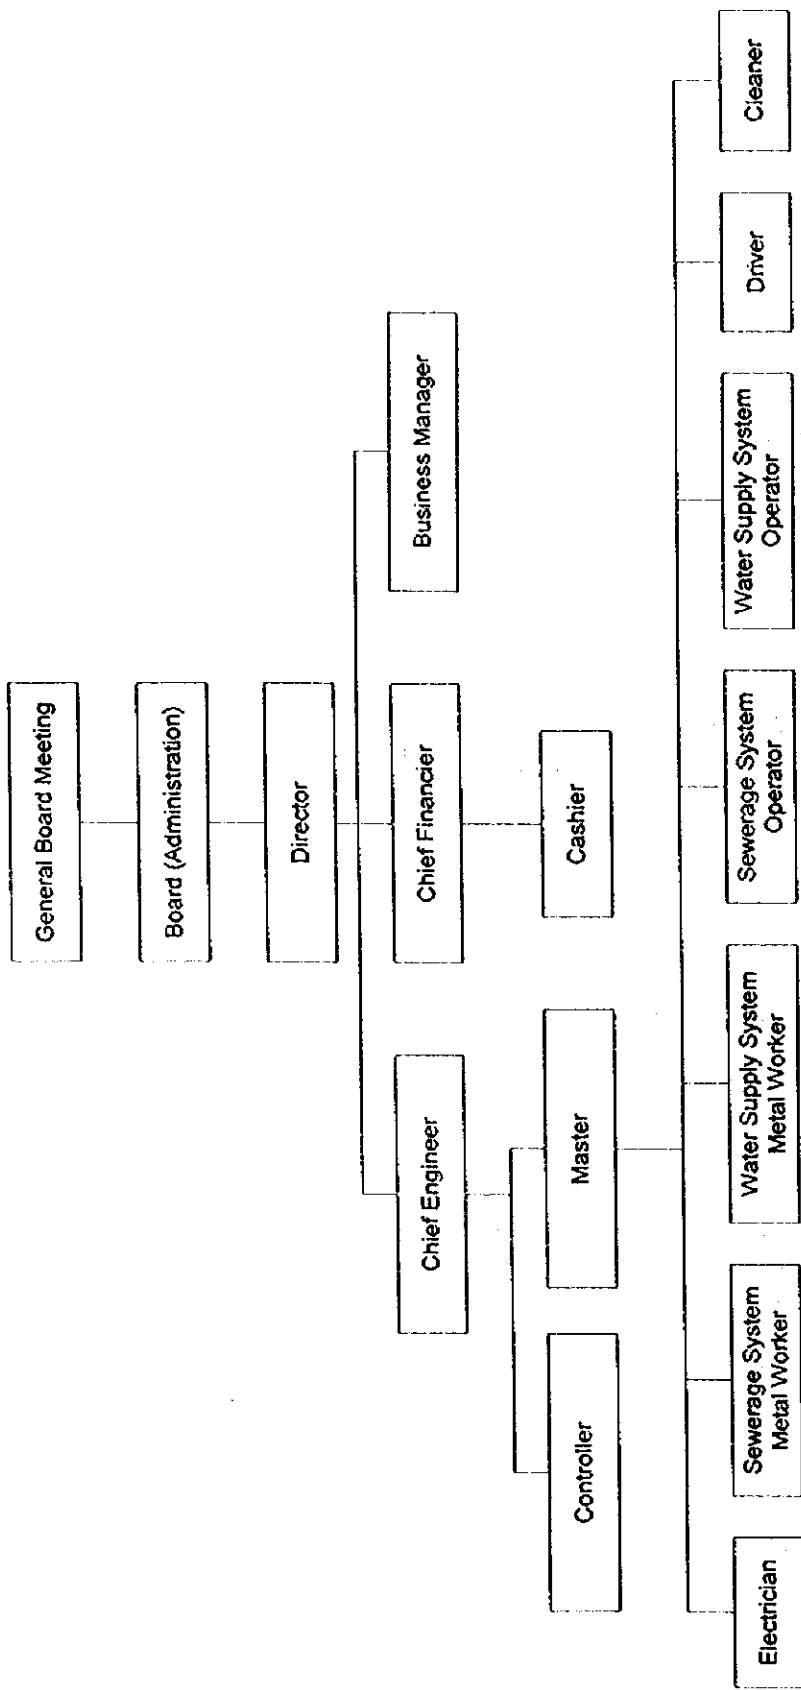 General Board Meeting
Board (Administration)
Director
Chief Engineer
Chief Financier
Business Manager
Controller
Master
Cashier
Electrician
Sewerage System
Metal Worker
Water Supply System
Metal Worker
Sewerage System
Operator
Water Supply System
Operator
Driver
Cleaner